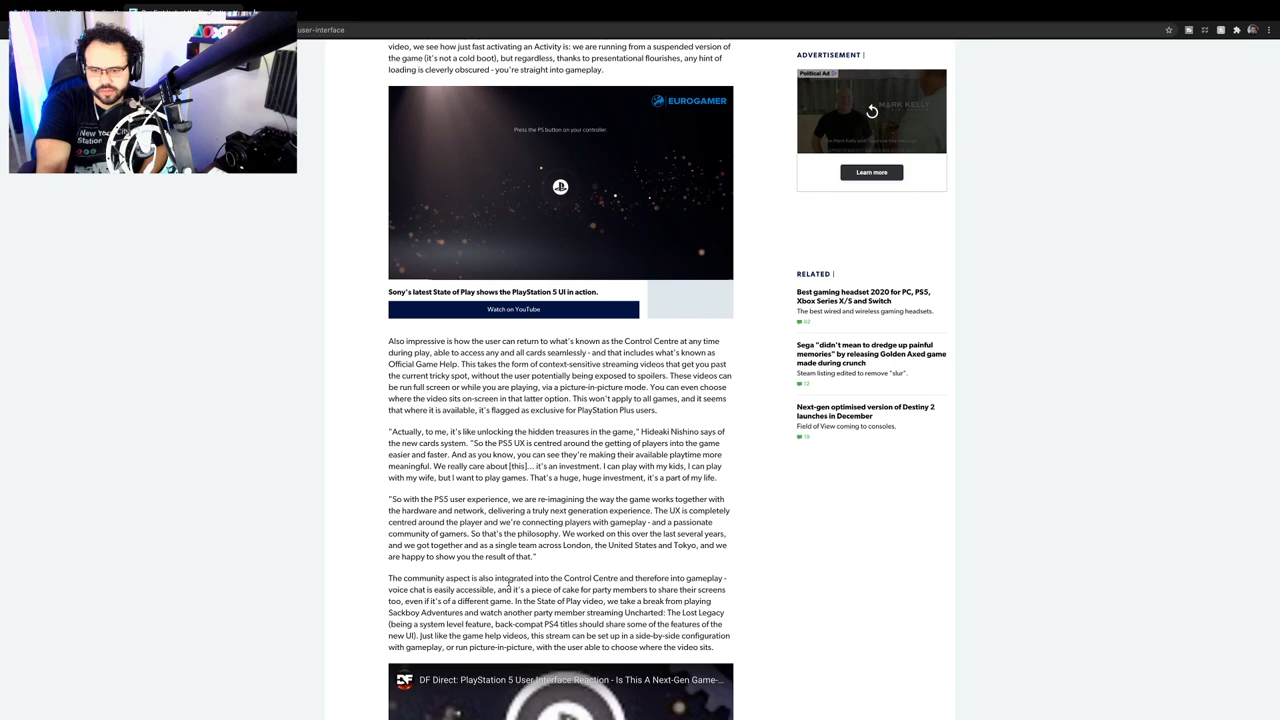 user-interface
New York City
Station
video, we see how just fast activating an Activity is: we are running from a suspended version of
the game (it's not a cold boot), but regardless, thanks to presentational flourishes, any hint of
loading is cleverly obscured - you're straight into gameplay.
EUROGAMER
Press the PS button on your controller.
Sony's latest State of Play shows the PlayStation 5 UI in action.
Watch on YouTube
Also impressive is how the user can return to what's known as the Control Centre at any time
during play, able to access any and all cards seamlessly - and that includes what's known as
Official Game Help. This takes the form of context-sensitive streaming videos that get you past
the current tricky spot, without the user potentially being exposed to spoilers. These videos can
be run full screen or while you are playing, via a picture-in-picture mode. You can even choose
where the video sits on-screen in that latter option. This won't apply to all games, and it seems
that where it is available, it's flagged as exclusive for PlayStation Plus users.
"Actually, to me, it's like unlocking the hidden treasures in the game," Hideaki Nishino says of
the new cards system. "So the PS5 UX is centred around the getting of players into the game
easier and faster. And as you know, you can see they're making their available playtime more
meaningful. We really care about [this]... it's an investment. I can play with my kids, I can play
with my wife, but I want to play games. That's a huge, huge investment, it's a part of my life.
"So with the PS5 user experience, we are re-imagining the way the game works together with
the hardware and network, delivering a truly next generation experience. The UX is completely
centred around the player and we're connecting players with gameplay - and a passionate
community of gamers. So that's the philosophy. We worked on this over the last several years,
and we got together and as a single team across London, the United States and Tokyo, and we
are happy to show you the result of that."
The community aspect is also integrated into the Control Centre and therefore into gameplay -
voice chat is easily accessible, and it's a piece of cake for party members to share their screens
too, even if it's of a different game. In the State of Play video, we take a break from playing
Sackboy Adventures and watch another party member streaming Uncharted: The Lost Legacy
(being a system level feature, back-compat PS4 titles should share some of the features of the
new UI). Just like the game help videos, this stream can be set up in a side-by-side configuration
with gameplay, or run picture-in-picture, with the user able to choose where the video sits.
DF DF Direct: PlayStation 5 User Interface Reaction - Is This A Next-Gen Game-...
ADVERTISEMENT |
Political Ad
MARK KELLY
Learn more
RELATED |
Best gaming headset 2020 for PC, PS5,
Xbox Series X/S and Switch
The best wired and wireless gaming headsets.
62
Sega "didn't mean to dredge up painful
memories" by releasing Golden Axed game
made during crunch
Steam listing edited to remove "slur".
12
Next-gen optimised version of Destiny 2
launches in December
Field of View coming to consoles.
19